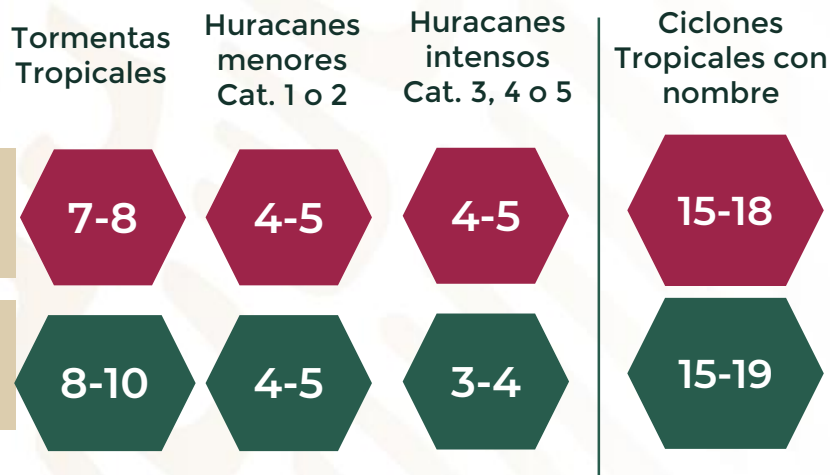 Tormentas
Tropicales
Huracanes
menores
Cat. 1 o 2
Huracanes
intensos
Cat. 3, 4 o 5
Ciclones
Tropicales con
nombre
7-8
4-5
4-5
15-18
8-10
4-5
3-4
15-19